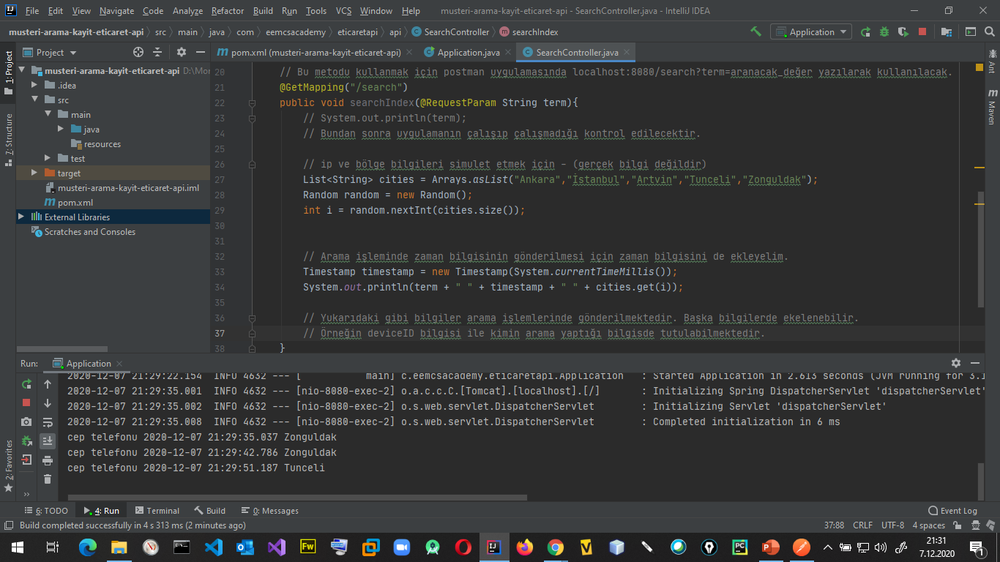 File Edit View Navigate Code Analyze Refactor Build Run Tools VCS Window Help musteri-arama-kayit-eticaret-api - SearchController.java - IntelliJ IDEA
musteri-arama-kayit-eticaret-api src main java com eemcsacademy eticaretapi api SearchController searchIndex Application
Project
pom.xml (musteri-arama-kayit-eticaret-api) Application.java SearchController.java
1: Project
7: Structure
2: Favorites
Ant
Maven
musteri-arama-kayit-eticaret-api D:\Mor
.idea
src
main
java
resources
test
target
musteri-arama-kayit-eticaret-api.iml
pom.xml
External Libraries
Scratches and Consoles
20 // Bu metodu kullanmak için postman uygulamasında localhost:8080/search?term=aranacak_değer yazılarak kullanılacak.
21 @GetMapping("/search")
22 public void searchIndex(@RequestParam String term){
23 // System.out.println(term);
24 // Bundan sonra uygulamanın çalışıp çalışmadığı kontrol edilecektir.
25
26 // ip ve bölge bilgileri simulet etmek için - (gerçek bilgi değildir)
27 List<String> cities = Arrays.asList("Ankara","İstanbul","Artvin","Tunceli","Zonguldak");
28 Random random = new Random();
29 int i = random.nextInt(cities.size());
30
31
32 // Arama işleminde zaman bilgisinin gönderilmesi için zaman bilgisini de ekleyelim.
33 Timestamp timestamp = new Timestamp(System.currentTimeMillis());
34 System.out.println(term + " " + timestamp + " " + cities.get(i));
35
36 // Yukarıdaki gibi bilgiler arama işlemlerinde gönderilmektedir. Başka bilgilerde ekelenebilir.
37 // Örneğin deviceID bilgisi ile kimin arama yaptığı bilgisde tutulabilmektedir.
38 }
Run: Application
2020-12-07 21:29:22.154 INFO 4632 --- [ main] c.eemcsacademy.eticaretapi.Application : Started Application in 2.613 seconds (JVM running for 3.1
2020-12-07 21:29:35.001 INFO 4632 --- [nio-8080-exec-2] o.a.c.c.C.[Tomcat].[localhost].[/] : Initializing Spring DispatcherServlet 'dispatcherServlet'
2020-12-07 21:29:35.002 INFO 4632 --- [nio-8080-exec-2] o.s.web.servlet.DispatcherServlet : Initializing Servlet 'dispatcherServlet'
2020-12-07 21:29:35.008 INFO 4632 --- [nio-8080-exec-2] o.s.web.servlet.DispatcherServlet : Completed initialization in 6 ms
cep telefonu 2020-12-07 21:29:35.037 Zonguldak
cep telefonu 2020-12-07 21:29:42.786 Zonguldak
cep telefonu 2020-12-07 21:29:51.187 Tunceli
6: TODO 4: Run Terminal Build 0: Messages Event Log
Build completed successfully in 4 s 313 ms (2 minutes ago) 37:88 CRLF UTF-8 4 spaces
21:31
7.12.2020
1